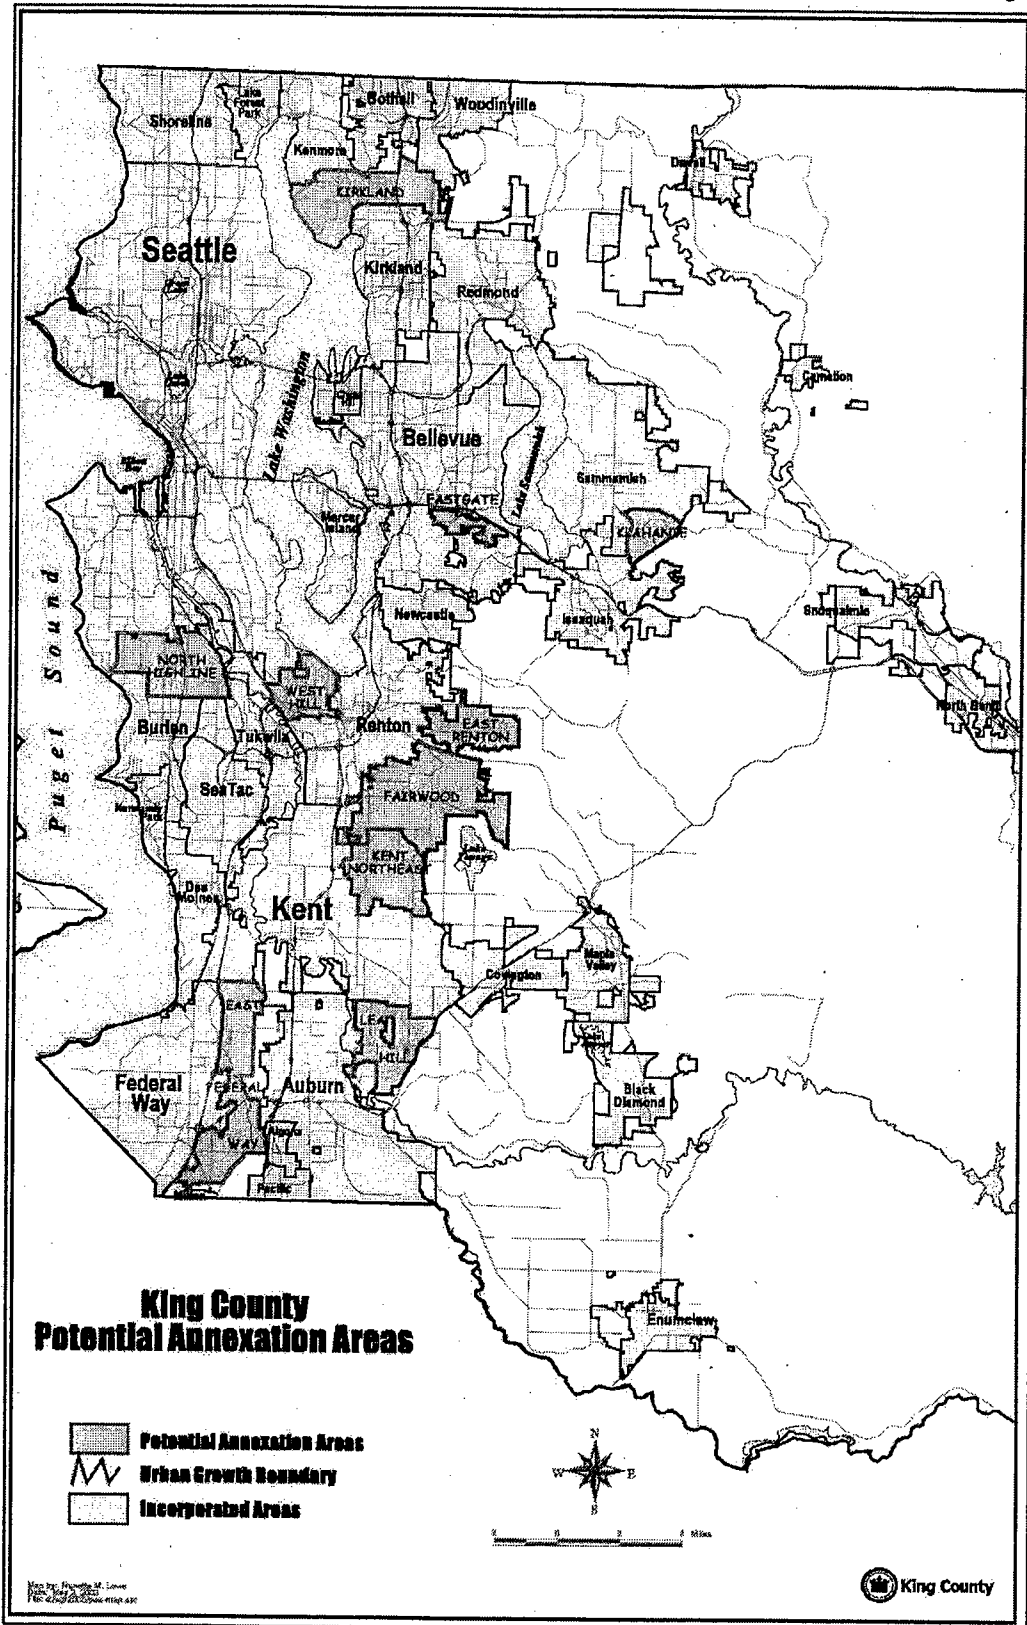 Shoreline
Lake
Forest
Park
Bothell
Woodinville
Kenmore
Duvall
KIRKLAND
Seattle
Kirkland
Redmond
Lake Washington
Carnation
Bellevue
Lake Sammamish
Sammamish
EASTGATE
Mercer
Island
KLAHANIE
Puget Sound
Newcastle
Issaquah
Snoqualmie
NORTH
HIGHLINE
WEST
HILL
Burien
Tukwila
Renton
EAST
RENTON
North Bend
SeaTac
FAIRWOOD
Normandy
Park
KENT
NORTHEAST
Des
Moines
Kent
Maple
Valley
Covington
EAST
LEA
HILL
Federal
Way
FEDERAL
Auburn
Black
Diamond
WAY
Algona
Pacific
Milton
Enumclaw
King County
Potential Annexation Areas
Potential Annexation Areas
Urban Growth Boundary
Incorporated Areas
N
W
E
S
Miles
King County